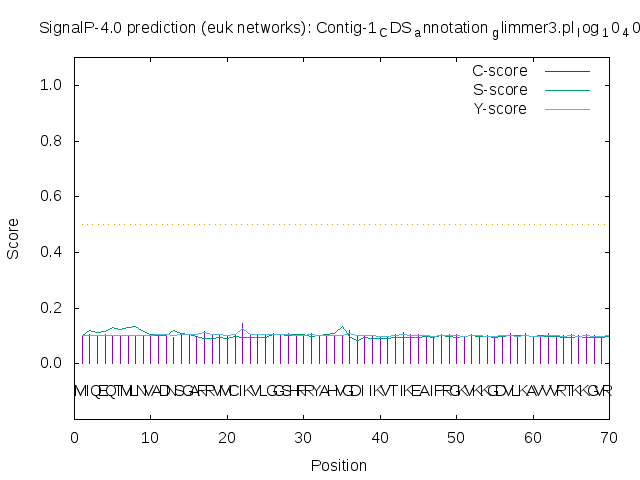 SignalP-4.0 prediction (euk networks): Contig-1_CDS_annotation_glimmer3.pl_log_10_40
C-score
S-score
Y-score
1.0
0.8
0.6
0.4
0.2
0.0
Score
MIQEQTMLNVADNSGARRVMCIKVLGGSHRRYAHVGDIIKVTIKEAIPRGKVKKGDVLKAVVVRTKKGVR
0 10 20 30 40 50 60 70
Position